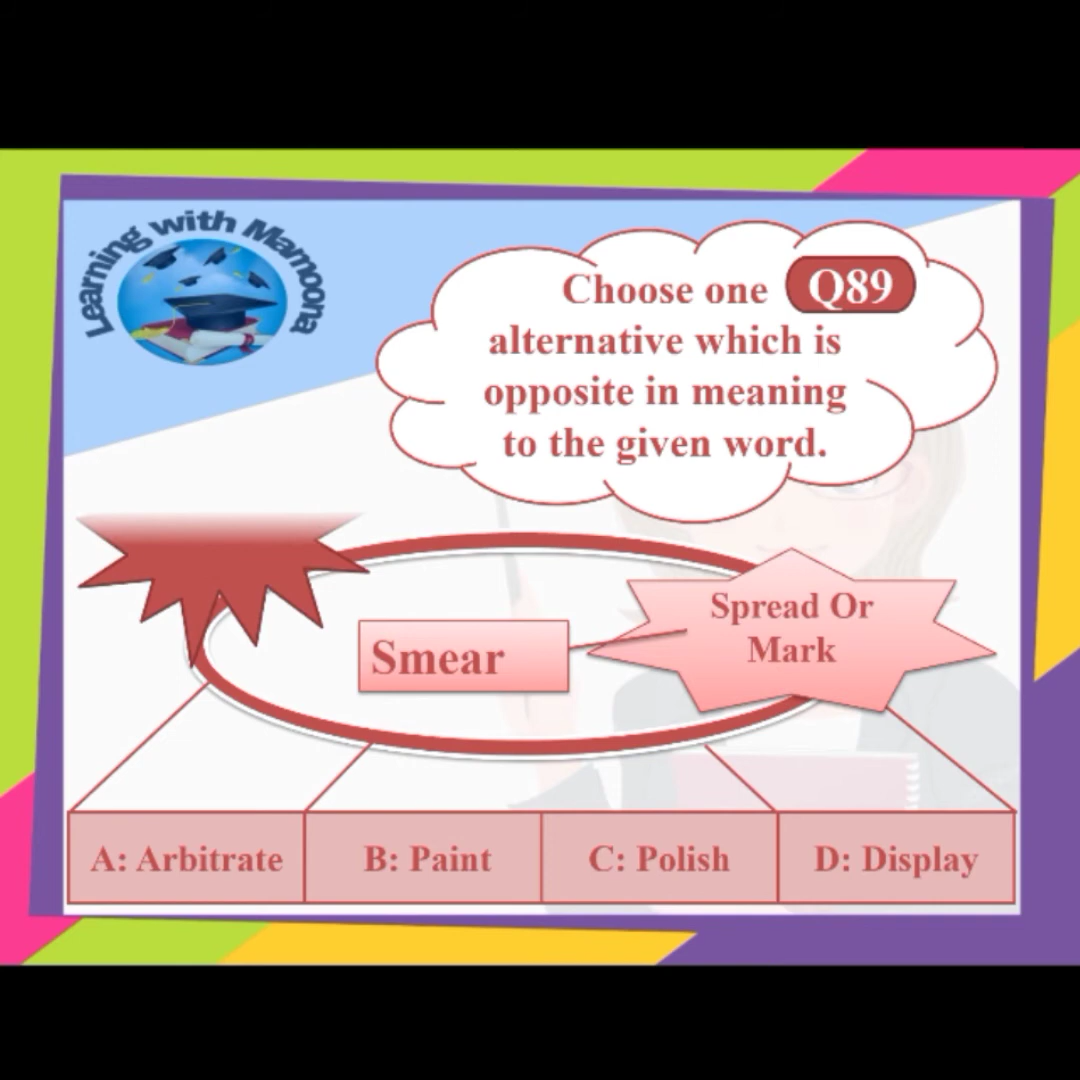 Learning with Mamoona
Choose one Q89
alternative which is
opposite in meaning
to the given word.
Spread Or
Mark
Smear
A: Arbitrate
B: Paint
C: Polish
D: Display